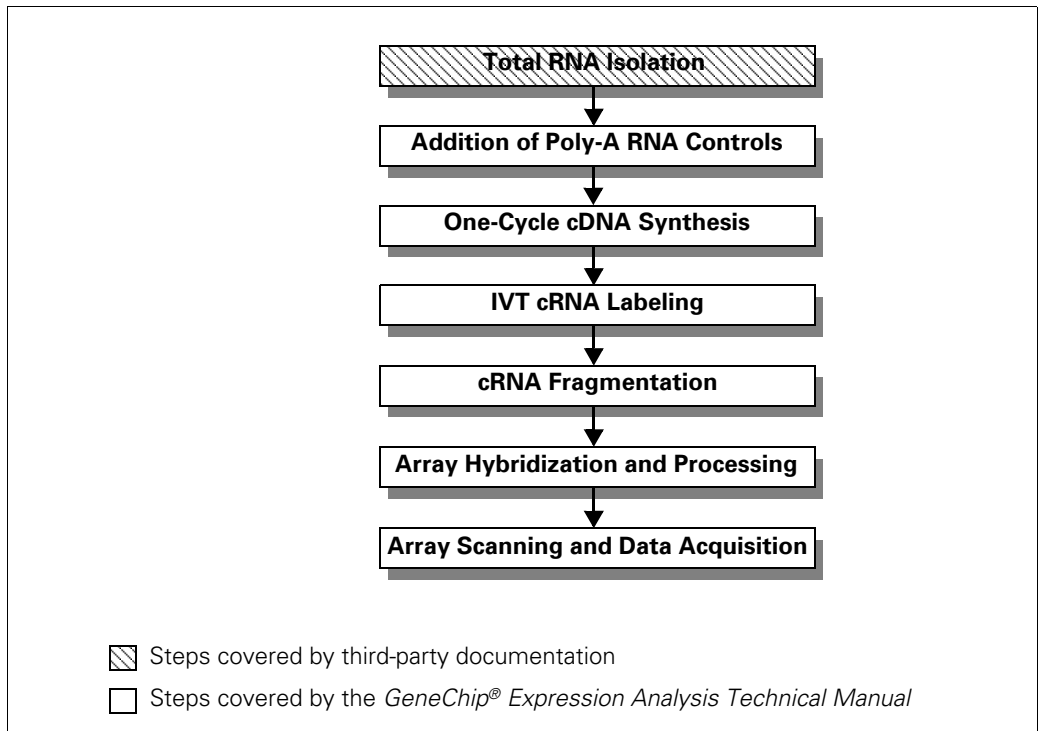 Total RNA Isolation
Addition of Poly-A RNA Controls
One-Cycle cDNA Synthesis
IVT cRNA Labeling
cRNA Fragmentation
Array Hybridization and Processing
Array Scanning and Data Acquisition
Steps covered by third-party documentation
Steps covered by the GeneChip® Expression Analysis Technical Manual